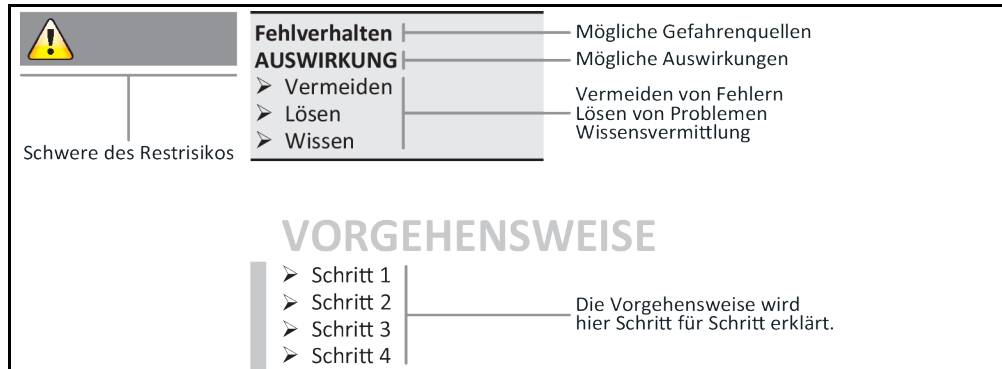 Fehlverhalten
Mögliche Gefahrenquellen
AUSWIRKUNG
Mögliche Auswirkungen
➢ Vermeiden
➢ Lösen
➢ Wissen
Vermeiden von Fehlern
Lösen von Problemen
Wissensvermittlung
Schwere des Restrisikos
VORGEHENSWEISE
➢ Schritt 1
➢ Schritt 2
➢ Schritt 3
➢ Schritt 4
Die Vorgehensweise wird
hier Schritt für Schritt erklärt.